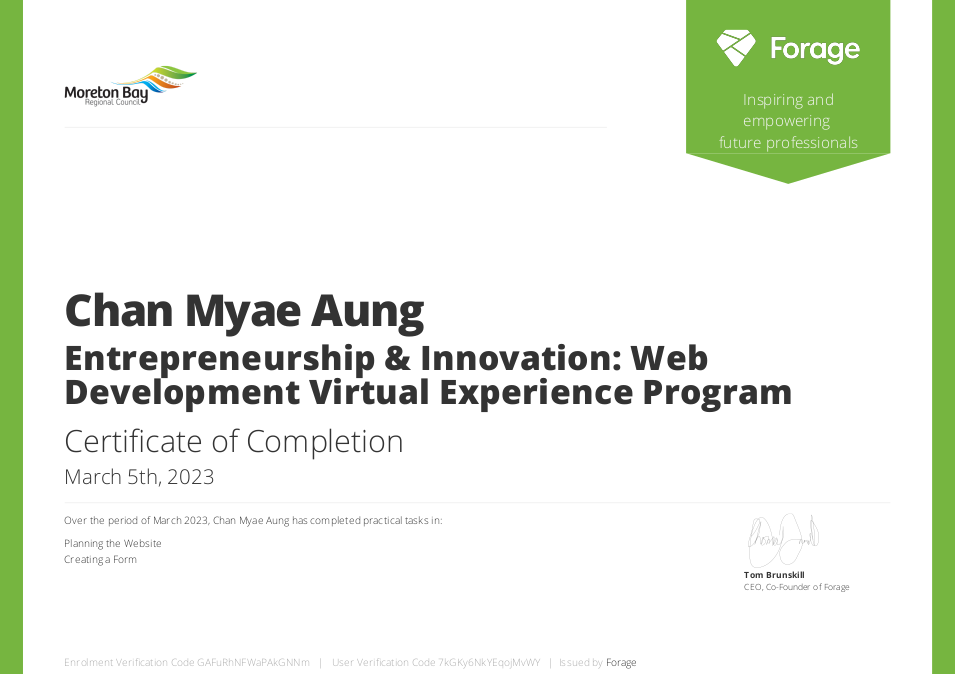 Moreton Bay
Regional Council
Forage
Inspiring and
empowering
future professionals
Chan Myae Aung
Entrepreneurship & Innovation: Web
Development Virtual Experience Program
Certificate of Completion
March 5th, 2023
Over the period of March 2023, Chan Myae Aung has completed practical tasks in:
Planning the Website
Creating a Form
Tom Brunskill
CEO, Co-Founder of Forage
Enrolment Verification Code GAFuRhNFWaPAkGNNm | User Verification Code 7kGKy6NkYEqojMvWY | Issued by Forage